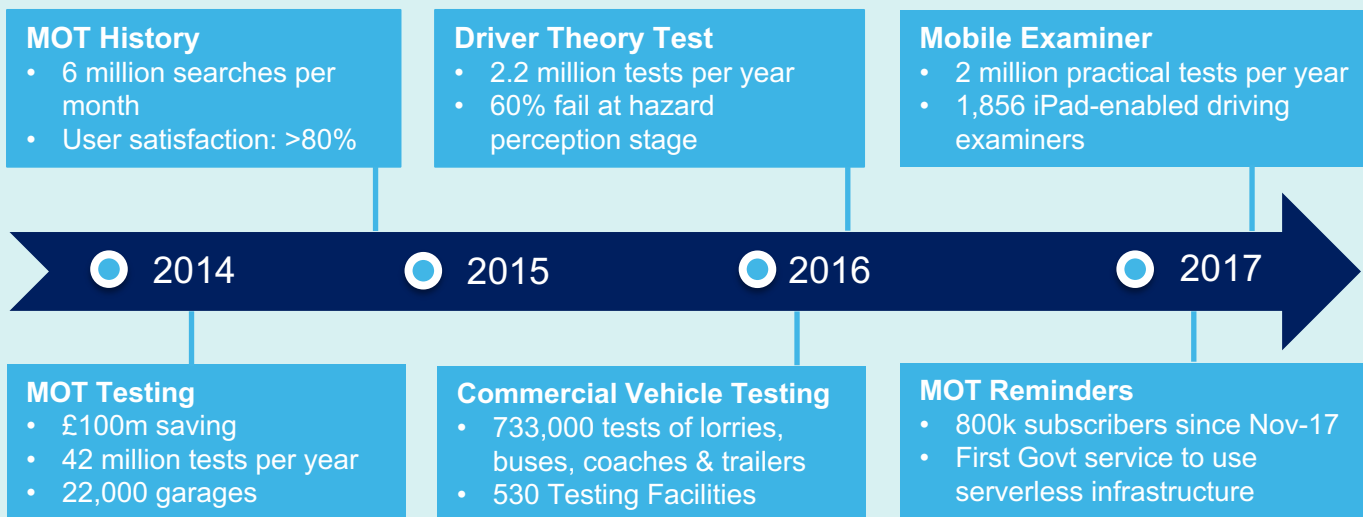 MOT History
• 6 million searches per
month
• User satisfaction: >80%
Driver Theory Test
• 2.2 million tests per year
• 60% fail at hazard
perception stage
Mobile Examiner
• 2 million practical tests per year
• 1,856 iPad-enabled driving
examiners
2014
2015
2016
2017
MOT Testing
• £100m saving
• 42 million tests per year
• 22,000 garages
Commercial Vehicle Testing
• 733,000 tests of lorries,
buses, coaches & trailers
• 530 Testing Facilities
MOT Reminders
• 800k subscribers since Nov-17
• First Govt service to use
serverless infrastructure